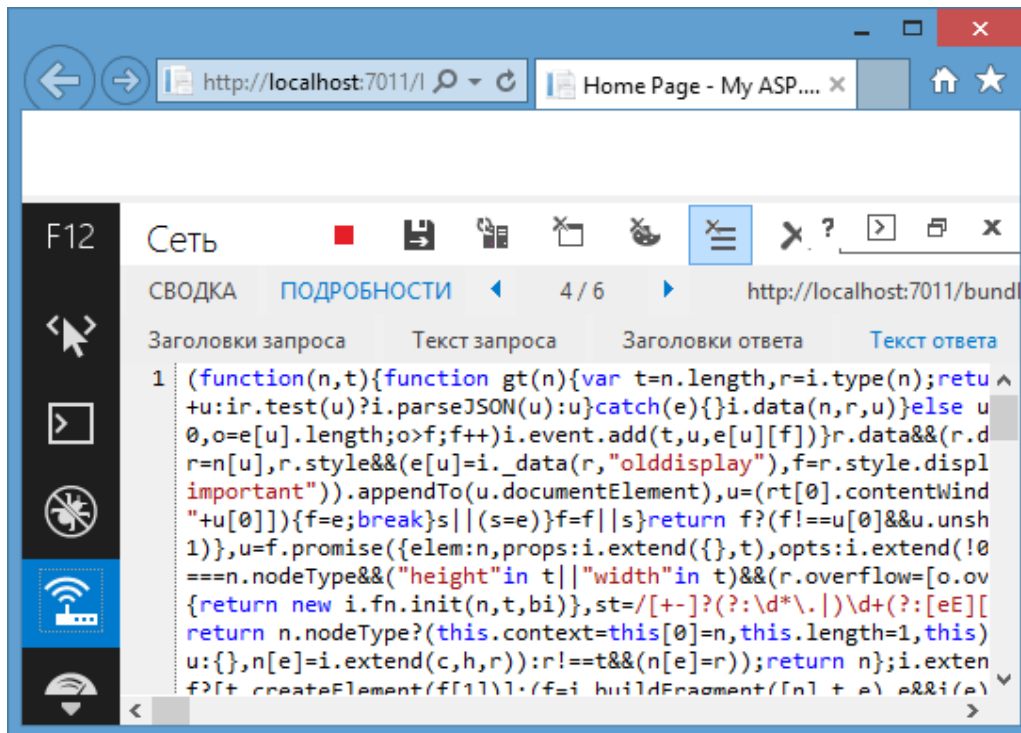 http://localhost:7011/
Home Page - My ASP....
F12
Сеть
?
СВОДКА ПОДРОБНОСТИ 4 / 6 http://localhost:7011/bundl
Заголовки запроса Текст запроса Заголовки ответа Текст ответа
1 (function(n,t){function gt(n){var t=n.length,r=i.type(n);retu
+u:ir.test(u)?i.parseJSON(u):u}catch(e){}i.data(n,r,u)}else u
0,o=e[u].length;o>f;f++)i.event.add(t,u,e[u][f])}r.data&&(r.d
r=n[u],r.style&&(e[u]=i._data(r,"olddisplay"),f=r.style.displ
important")).appendTo(u.documentElement),u=(rt[0].contentWind
"+u[0]]){f=e;break}s||(s=e)}f=f||s}return f?(f!==u[0]&&u.unsh
1)},u=f.promise({elem:n,props:i.extend({},t),opts:i.extend(!0
===n.nodeType&&("height"in t||"width"in t)&&(r.overflow=[o.ov
{return new i.fn.init(n,t,bi)},st=/[+-]?(?:\d*\.|)\d+(?:[eE][
return n.nodeType?(this.context=this[0]=n,this.length=1,this)
u:{},n[e]=i.extend(c,h,r)):r!==t&&(n[e]=r));return n};i.exten
f?[t.createElement(f[1])]:(f=i.buildFragment([n],t,e),e&&i(e)